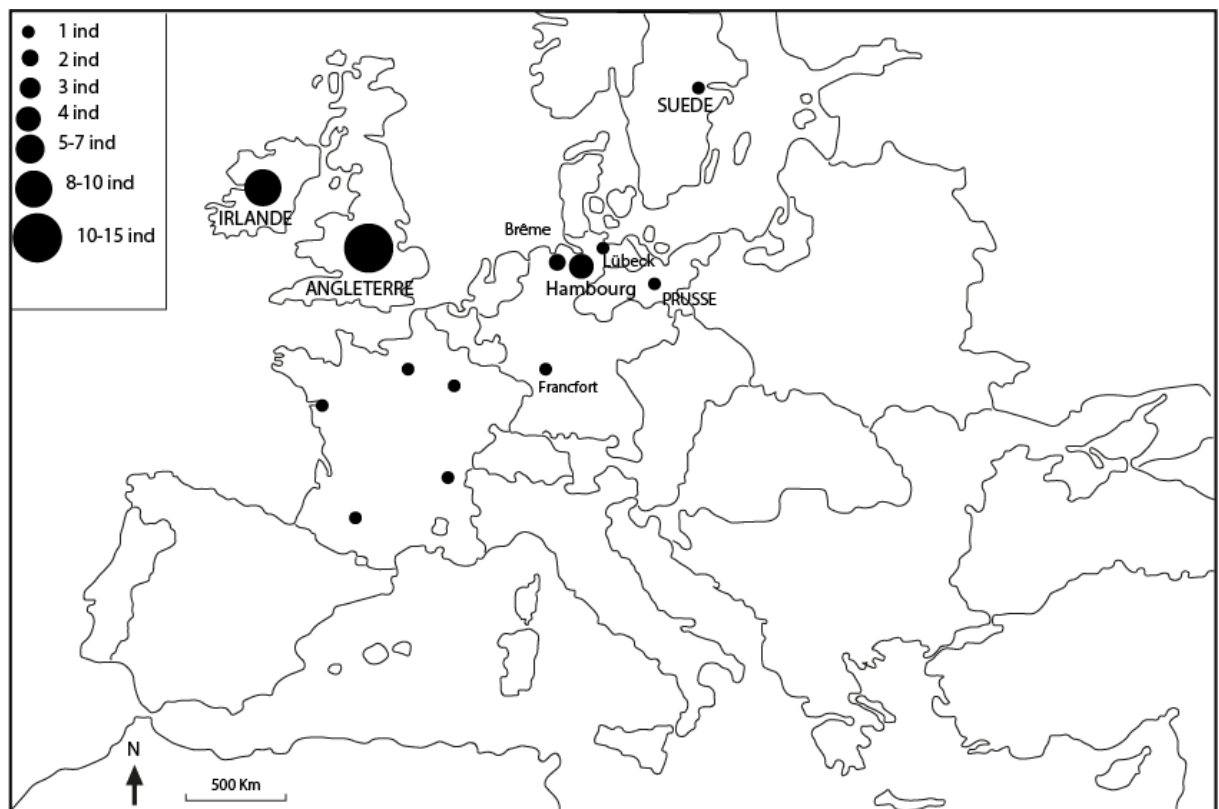 1 ind
2 ind
3 ind
4 ind
5-7 ind
8-10 ind
10-15 ind
SUEDE
IRLANDE
Brême
Lübeck
ANGLETERRE
Hambourg
PRUSSE
Francfort
N
500 Km